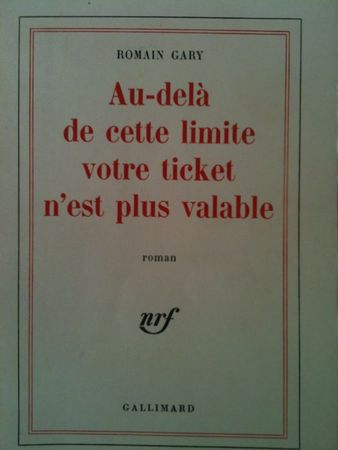 ROMAIN GARY
Au-delà
de cette limite
votre ticket
n'est plus valable
roman
nrf
GALLIMARD